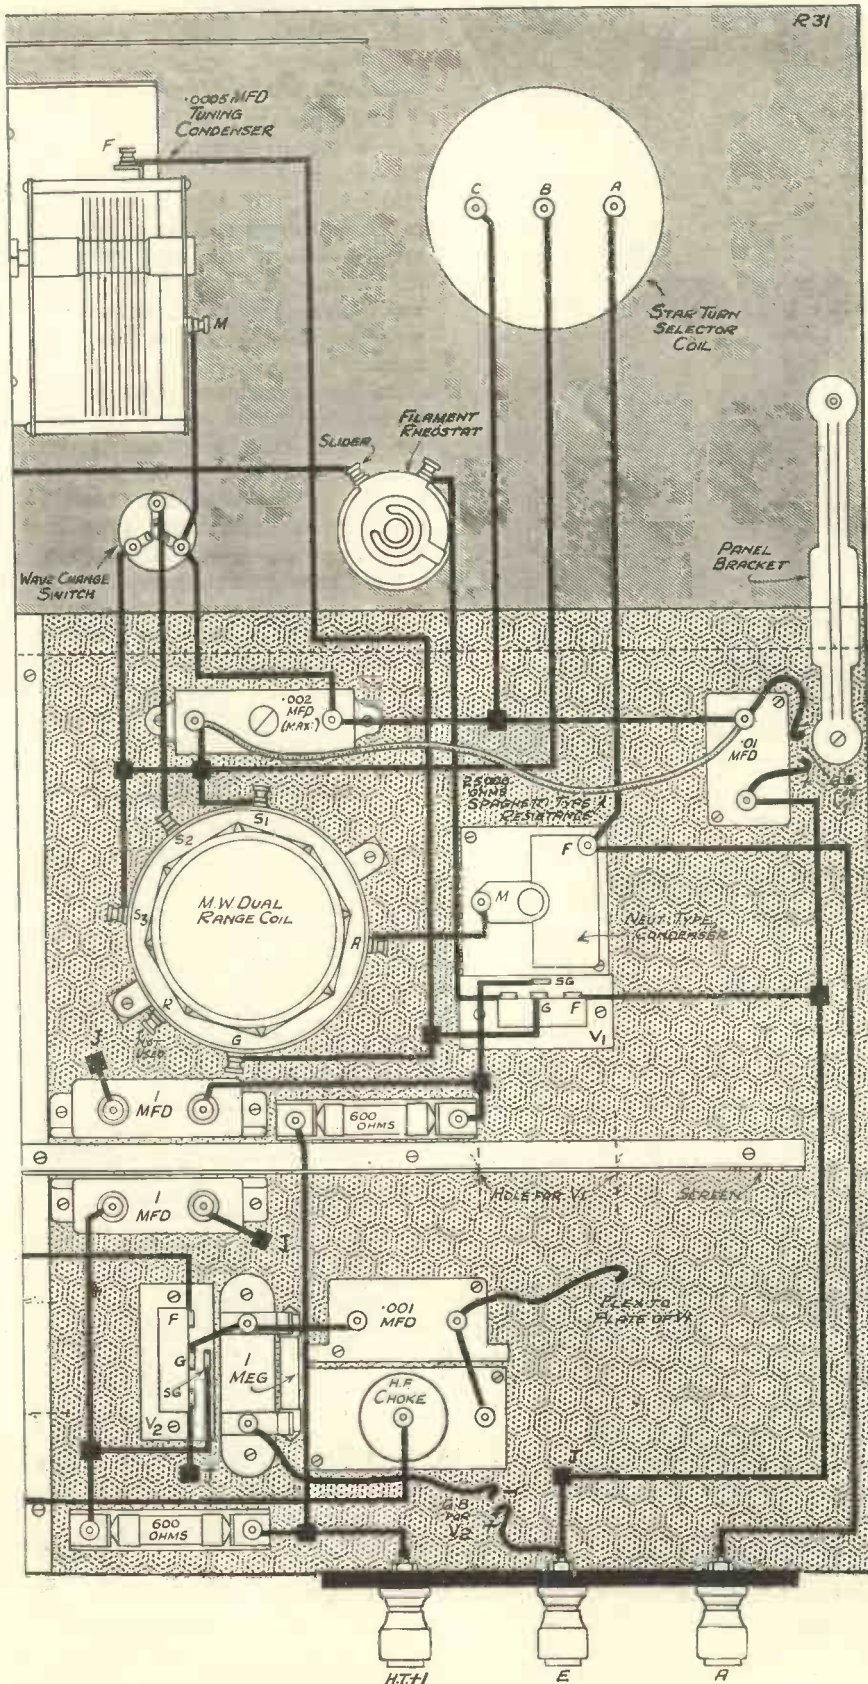 R31
.0005 MFD
TUNING
CONDENSER
F
C
B
A
M
STAR TURN
SELECTOR
COIL
FILAMENT
RHEOSTAT
SLIDER
WAVE CHANGE
SWITCH
PANEL
BRACKET
.002
MFD
(MAX:)
.01
MFD
G.B.
FOR
V1
+
25000
OHMS
SPAGHETTI TYPE
RESISTANCE
S1
S2
S3
M.W. DUAL
RANGE COIL
A
R
G
NOT
USED
F
M
NEUT. TYPE
CONDENSER
SG
G
F
V1
J
1
MFD
600
OHMS
HOLE FOR V1
SCREEN
1
MFD
J
F
G
SG
V2
1
MEG
.001
MFD
FLEX TO
PLATE OF V1
H.F.
CHOKE
J
J
G.B.
FOR
V2
-
+
600
OHMS
H.T.+1
E
A